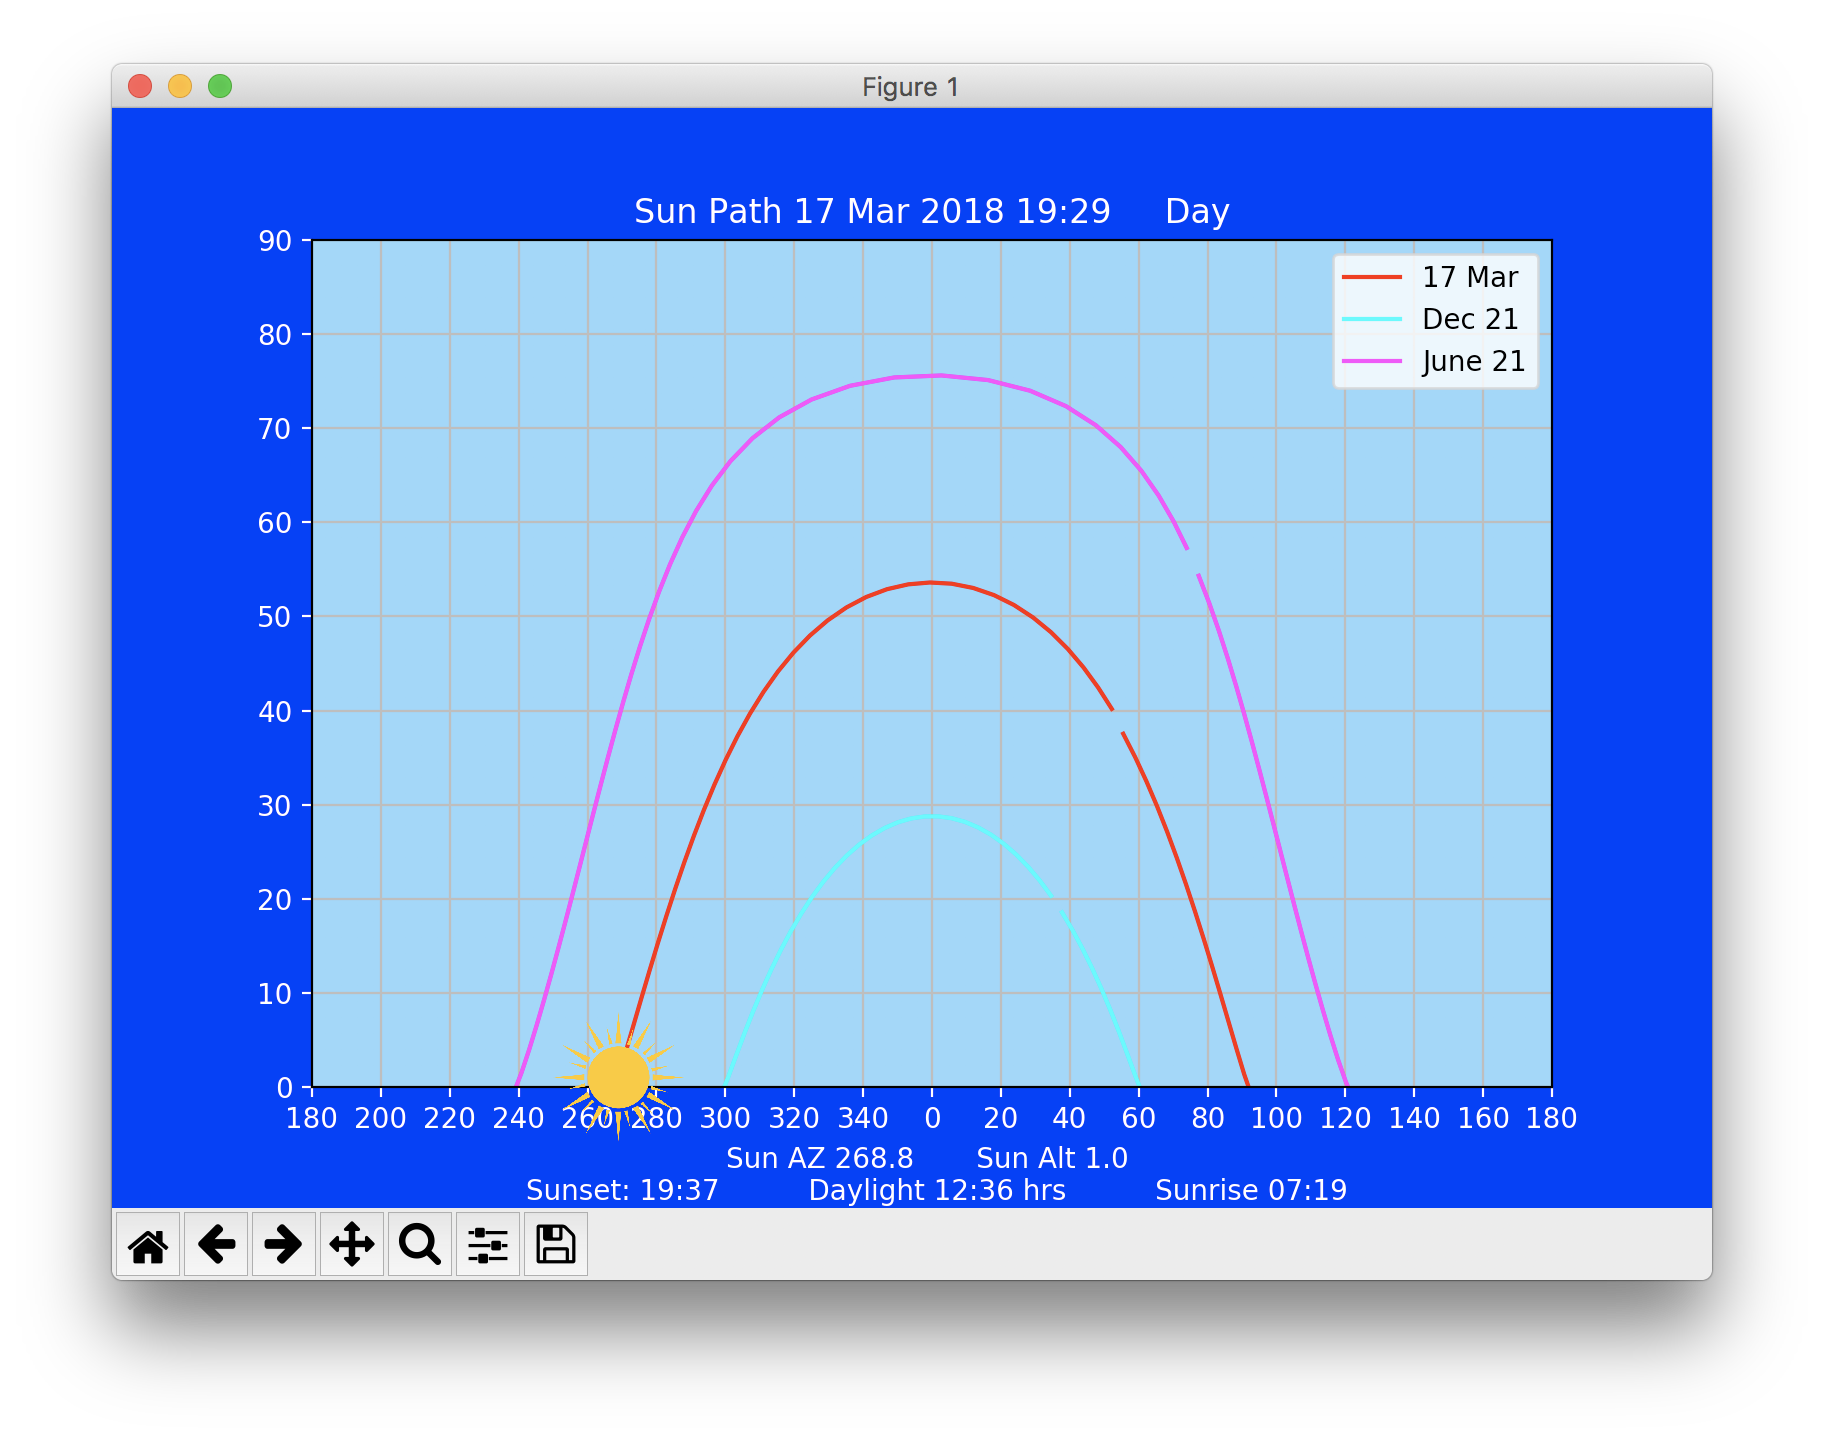 Figure 1
Sun Path 17 Mar 2018 19:29 Day
17 Mar
Dec 21
June 21
90
80
70
60
50
40
30
20
10
0
180 200 220 240 260 280 300 320 340 0 20 40 60 80 100 120 140 160 180
Sun AZ 268.8 Sun Alt 1.0
Sunset: 19:37 Daylight 12:36 hrs Sunrise 07:19